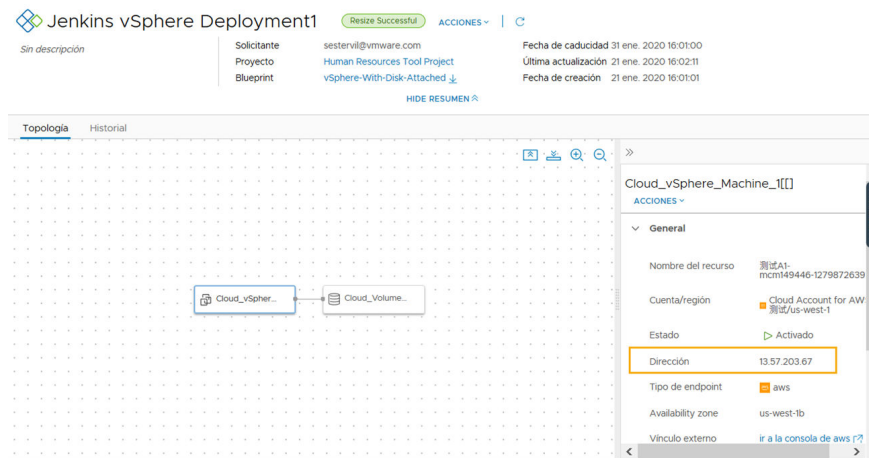 Jenkins vSphere Deployment1 Resize Successful ACCIONES
Sin descripción
Solicitante sestervil@vmware.com Fecha de caducidad 31 ene. 2020 16:01:00
Proyecto Human Resources Tool Project Última actualización 21 ene. 2020 16:02:11
Blueprint vSphere-With-Disk-Attached Fecha de creación 21 ene. 2020 16:01:01
HIDE RESUMEN
Topología Historial
Cloud_vSpher...
Cloud_Volume...
Cloud_vSphere_Machine_1[[]
ACCIONES
General
Nombre del recurso 测试A1-
mcm149446-1279872639
Cuenta/región Cloud Account for AW
测试/us-west-1
Estado Activado
Dirección 13.57.203.67
Tipo de endpoint aws
Availability zone us-west-1b
Vínculo externo ir a la consola de aws